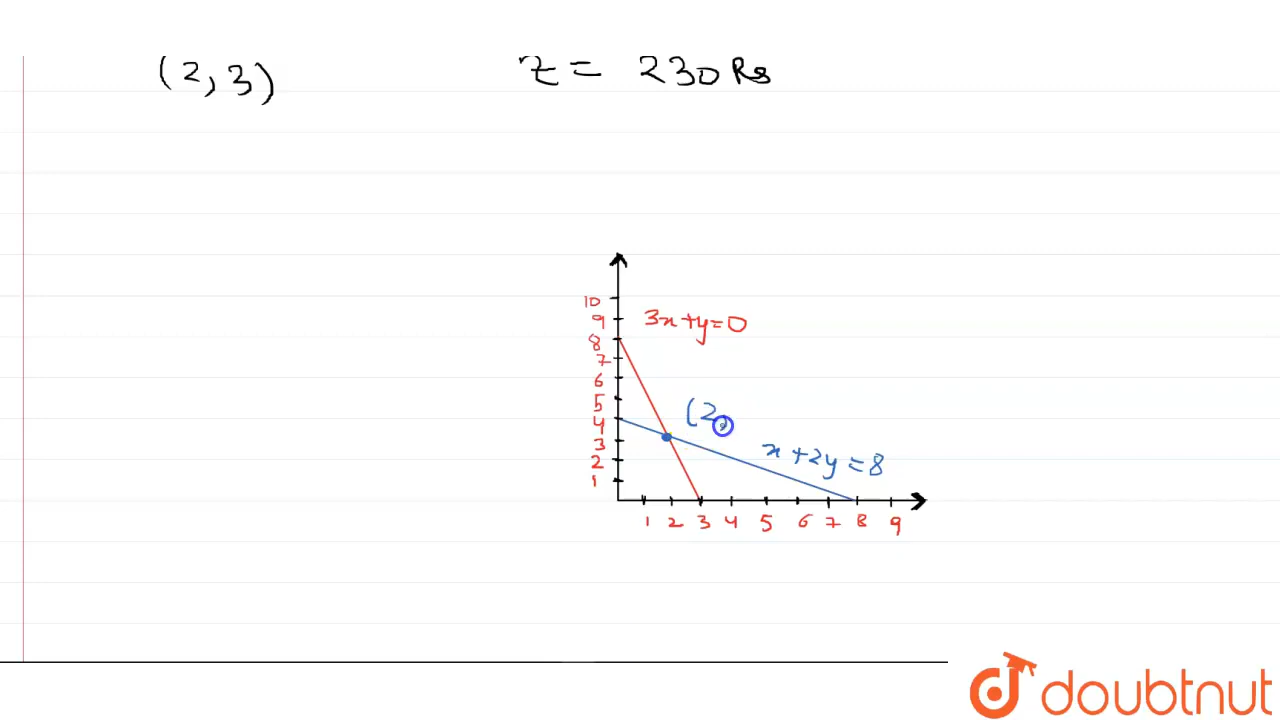 (2,3) z = 230 Rs
10
9 3x+y=0
8
7
6
5 (2,
4
3 x+2y=8
2
1
1 2 3 4 5 6 7 8 9
doubtnut